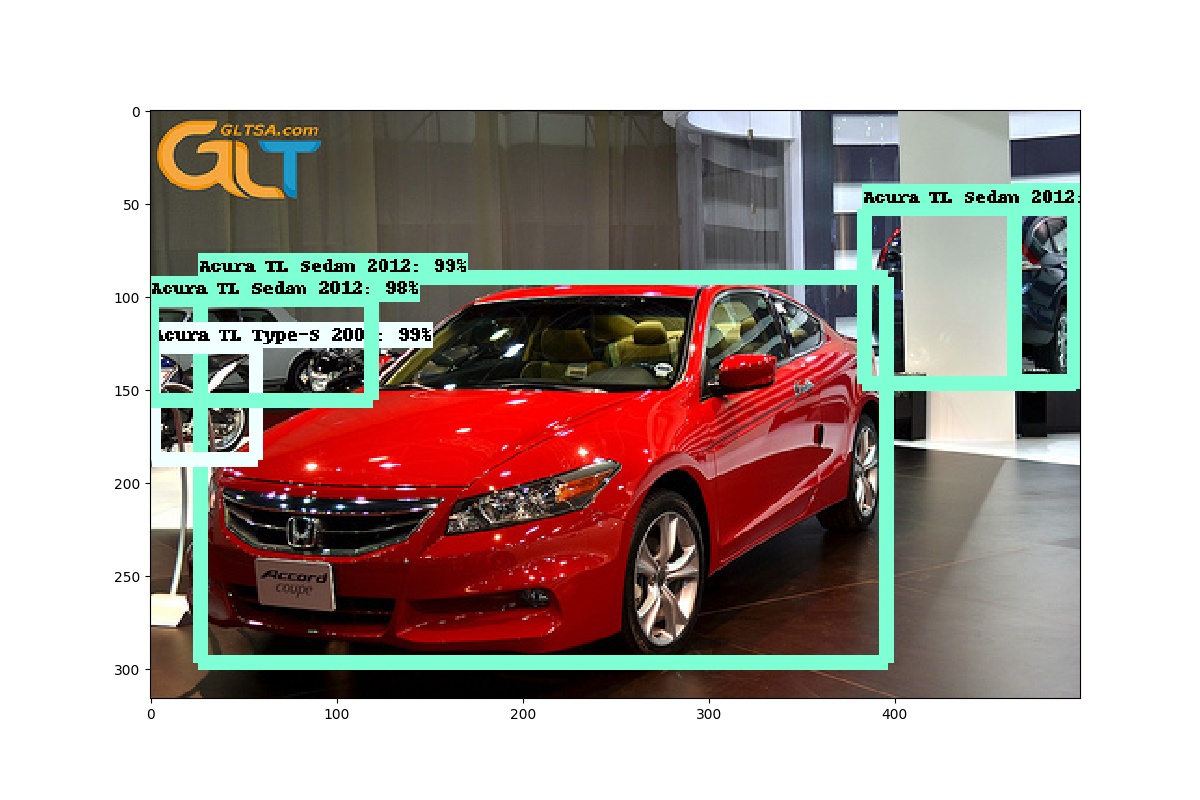 0
50
100
150
200
250
300
0
100
200
300
400
GLTSA.com
GLT
Acura TL Sedan 2012:
Acura TL Sedan 2012: 99%
Acura TL Sedan 2012: 98%
Acura TL Type-S 200 : 99%
Accord
coupe